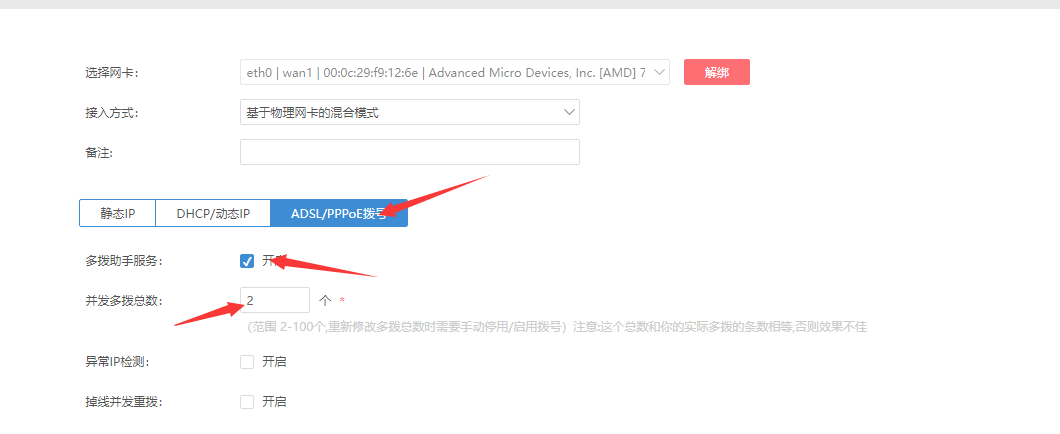 选择网卡:
eth0 | wan1 | 00:0c:29:f9:12:6e | Advanced Micro Devices, Inc. [AMD] 7
解绑
接入方式:
基于物理网卡的混合模式
备注:
静态IP DHCP/动态IP ADSL/PPPoE拨号
多拨助手服务: 开启
并发多拨总数: 2 个 *
(范围 2-100个,重新修改多拨总数时需要手动停用/启用拨号) 注意:这个总数和你的实际多拨的条数相等,否则效果不佳
异常IP检测: 开启
掉线并发重拨: 开启